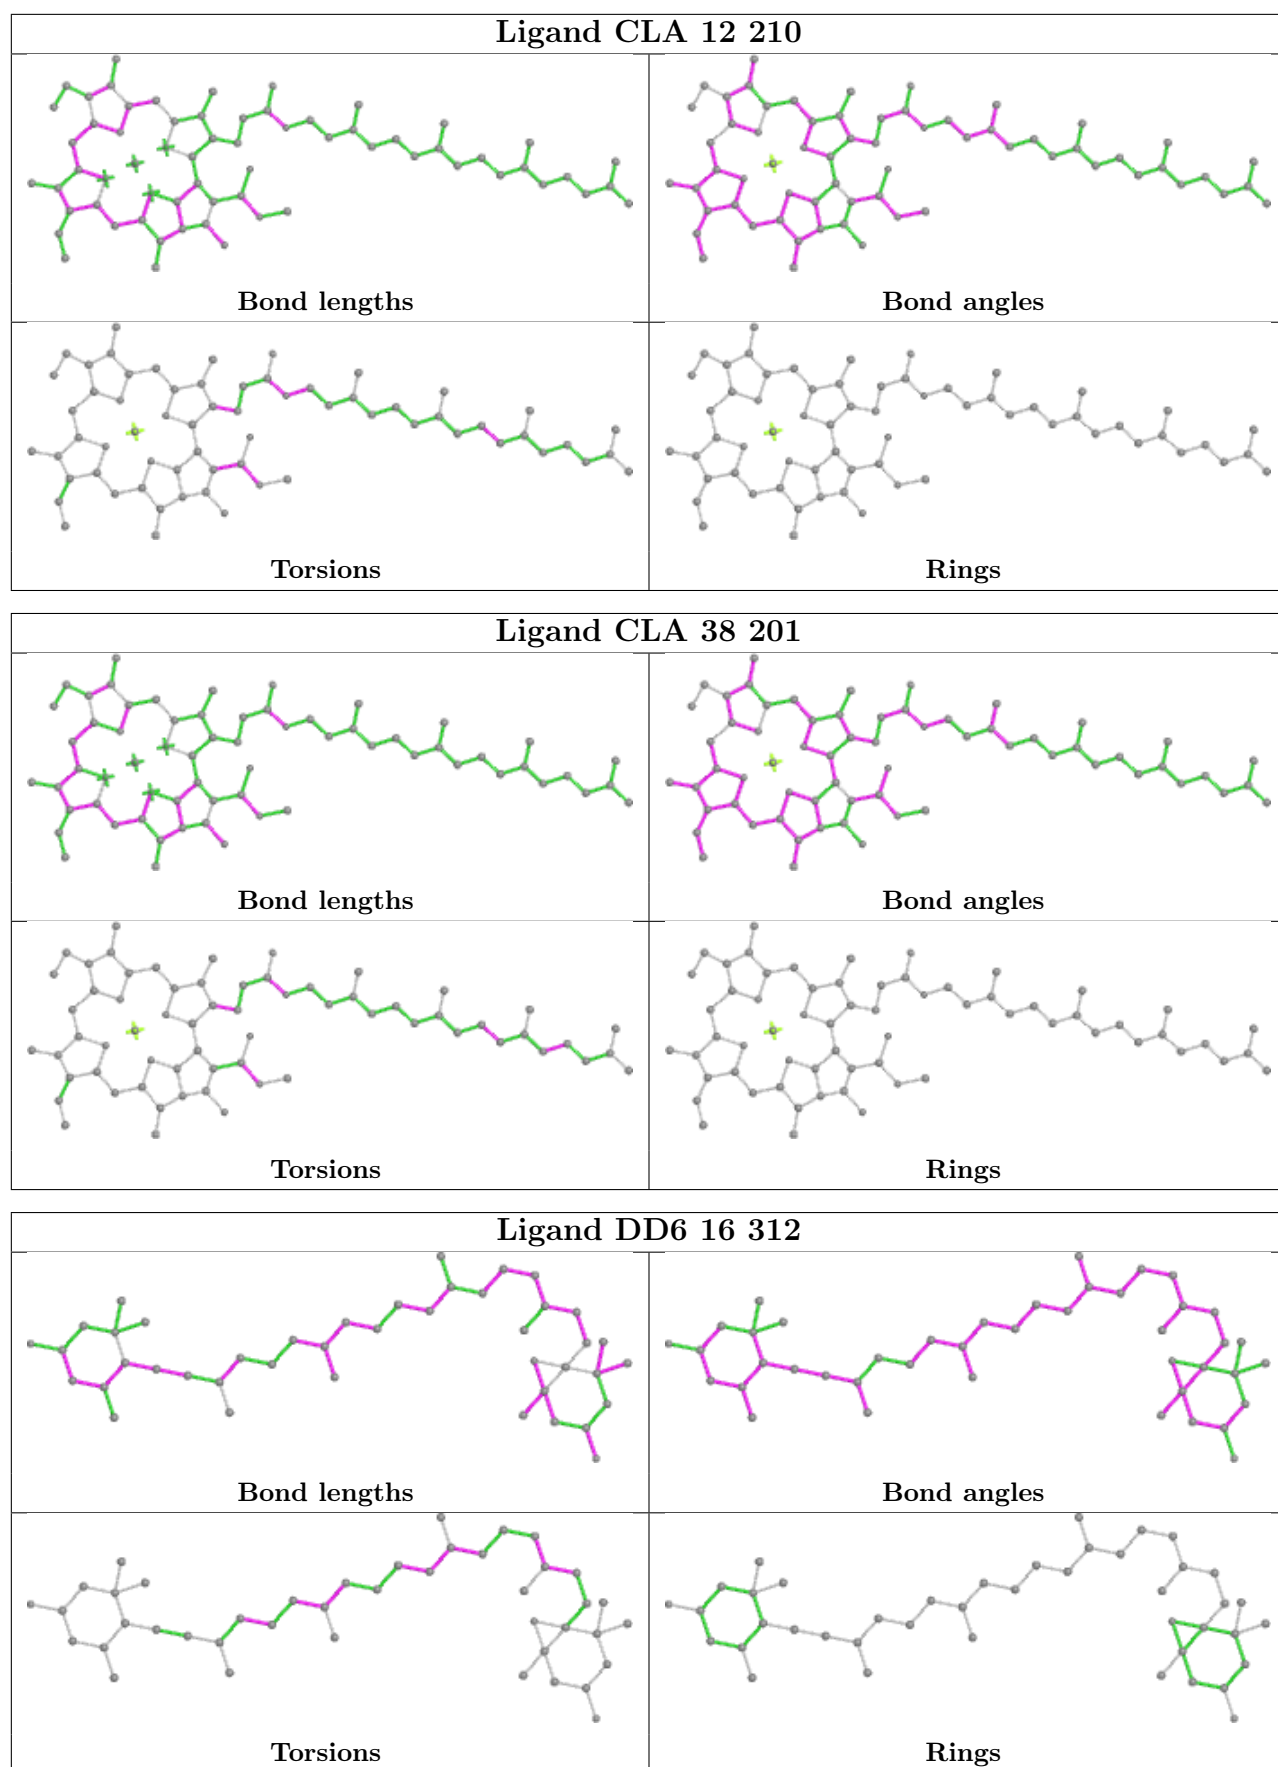 Ligand CLA 12 210
Bond lengths
Bond angles
Torsions
Rings
Ligand CLA 38 201
Bond lengths
Bond angles
Torsions
Rings
Ligand DD6 16 312
Bond lengths
Bond angles
Torsions
Rings